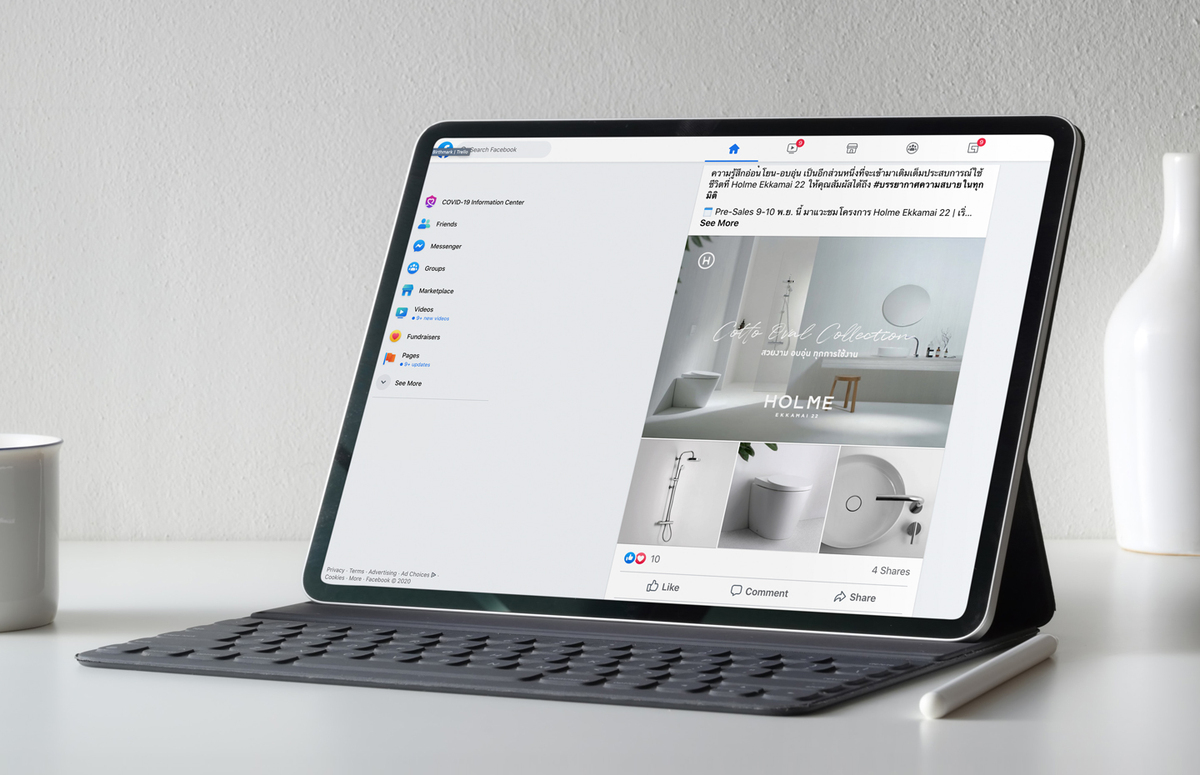 Search Facebook
9
9
COVID-19 Information Center
Friends
Messenger
Groups
Marketplace
Videos
9+ new videos
Fundraisers
Pages
9+ updates
See More
Privacy · Terms · Advertising · Ad Choices ·
Cookies · More · Facebook © 2020
ความรู้สึกอ่อนโยน-อบอุ่น เป็นอีกส่วนหนึ่งที่จะเข้ามาเติมเต็มประสบการณ์ใช้
ชีวิตที่ Holme Ekkamai 22 ให้คุณสัมผัสได้ถึง #บรรยากาศความสบายในทุก
มิติ
Pre-Sales 9-10 พ.ย. นี้ มาแวะชมโครงการ Holme Ekkamai 22 | เริ่...
See More
H
Cotto Collection
สวยงาม อบอุ่น ทุกการใช้งาน
HOLME
EKKAMAI 22
10
4 Shares
Like
Comment
Share